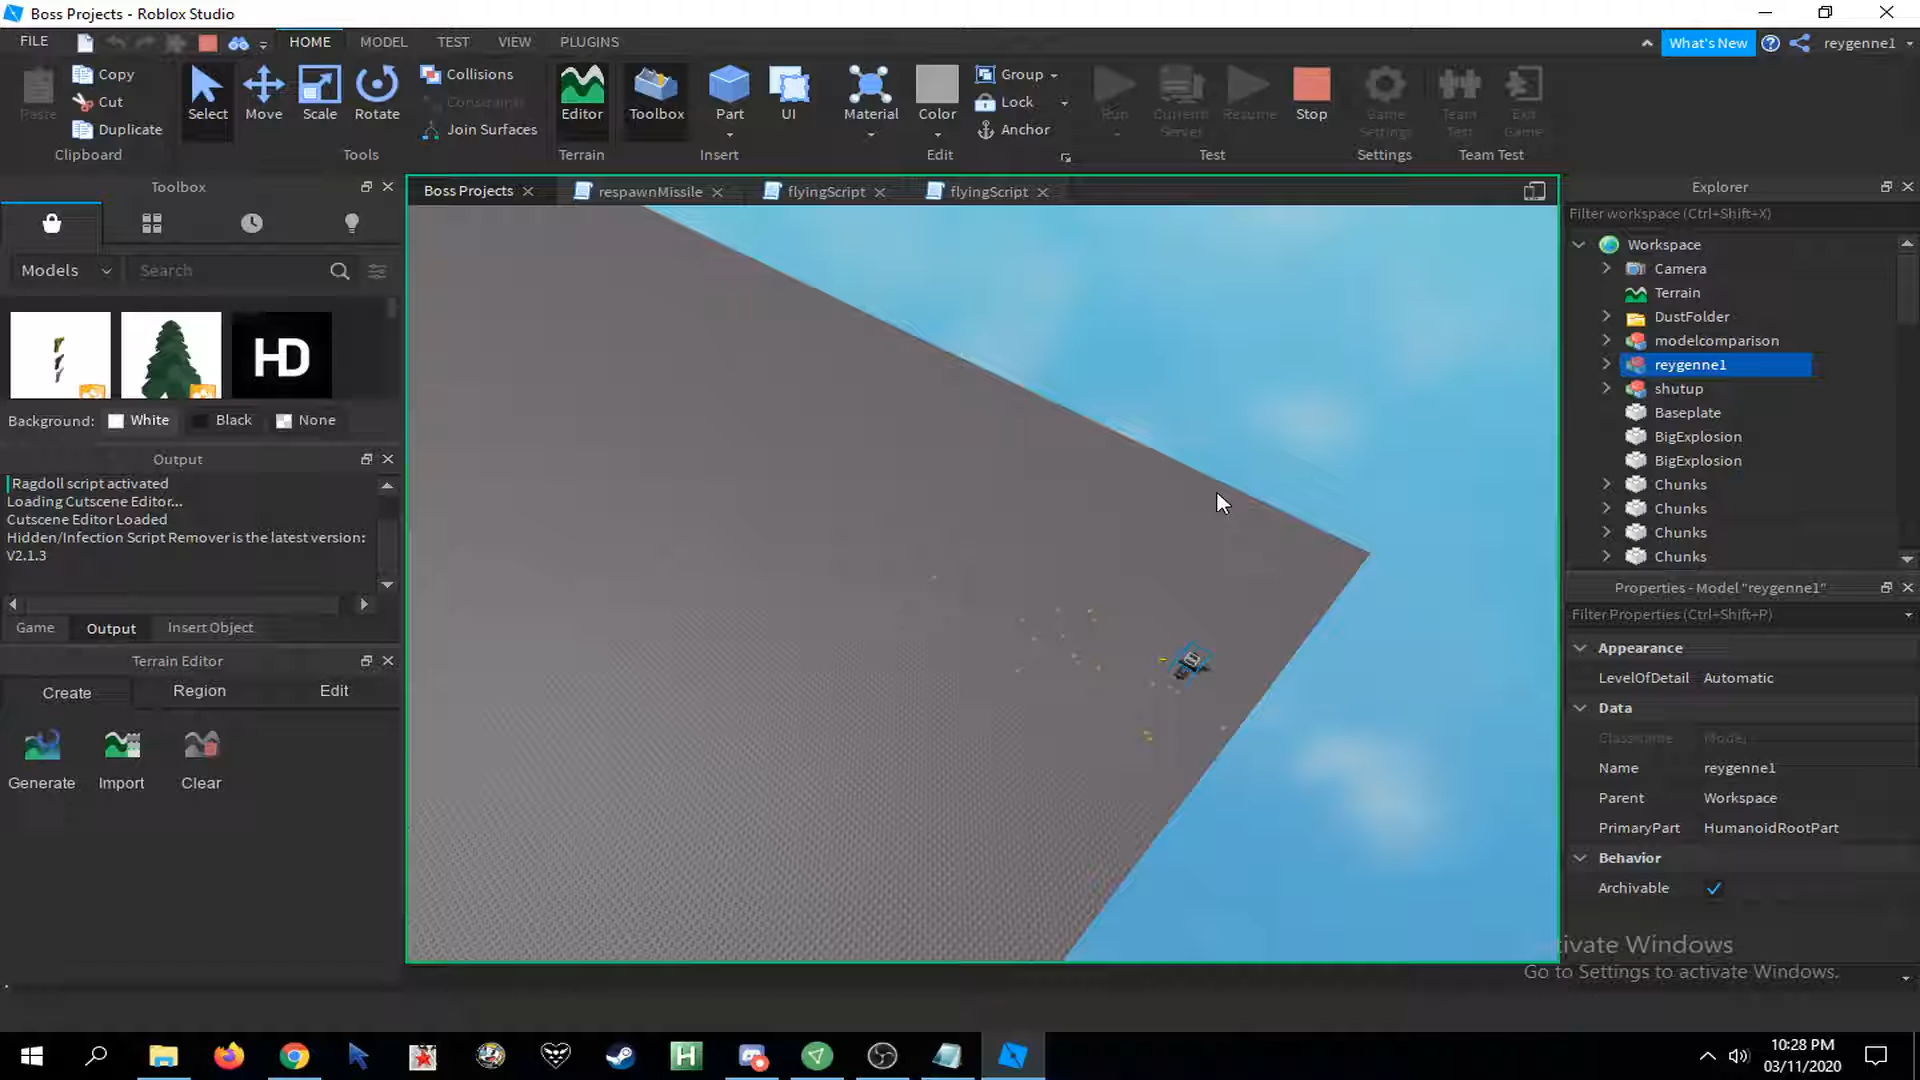 Boss Projects - Roblox Studio
FILE
HOME
MODEL
TEST
VIEW
PLUGINS
What's New
reygenne1
Paste
Copy
Cut
Duplicate
Clipboard
Select
Move
Scale
Rotate
Tools
Collisions
Constraints
Join Surfaces
Editor
Terrain
Toolbox
Part
UI
Insert
Material
Color
Group
Lock
Anchor
Edit
Run
Current
Server
Resume
Stop
Test
Game
Settings
Settings
Team
Test
Exit
Game
Team Test
Toolbox
Models
Search
HD
Background:
White
Black
None
Output
Ragdoll script activated
Loading Cutscene Editor...
Cutscene Editor Loaded
Hidden/Infection Script Remover is the latest version:
V2.1.3
Game
Output
Insert Object
Terrain Editor
Create
Region
Edit
Generate
Import
Clear
Boss Projects
respawnMissile
flyingScript
flyingScript
Explorer
Filter workspace (Ctrl+Shift+X)
Workspace
Camera
Terrain
DustFolder
modelcomparison
reygenne1
shutup
Baseplate
BigExplosion
BigExplosion
Chunks
Chunks
Chunks
Chunks
Properties - Model "reygenne1"
Filter Properties (Ctrl+Shift+P)
Appearance
LevelOfDetail Automatic
Data
ClassName Model
Name reygenne1
Parent Workspace
PrimaryPart HumanoidRootPart
Behavior
Archivable
tivate Windows
Go to Settings to activate Windows.
10:28 PM
03/11/2020